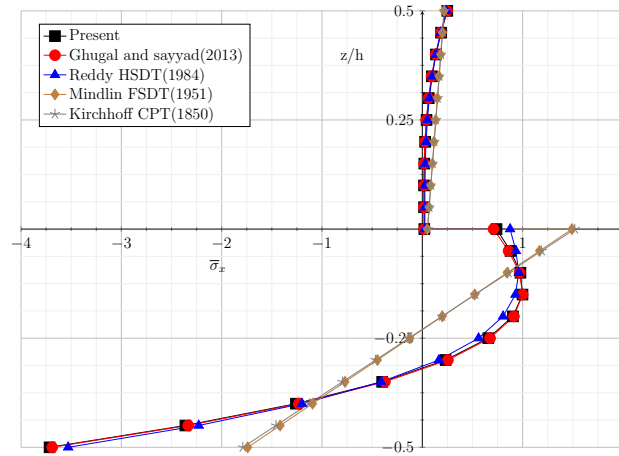 0.5
Present
Ghugal and sayyad(2013)
z/h
Reddy HSDT(1984)
Mindlin FSDT(1951)
Kirchhoff CPT(1850)
0.25
−4 −3 −2 −1 1
σ̅x
−0.2
−0.5